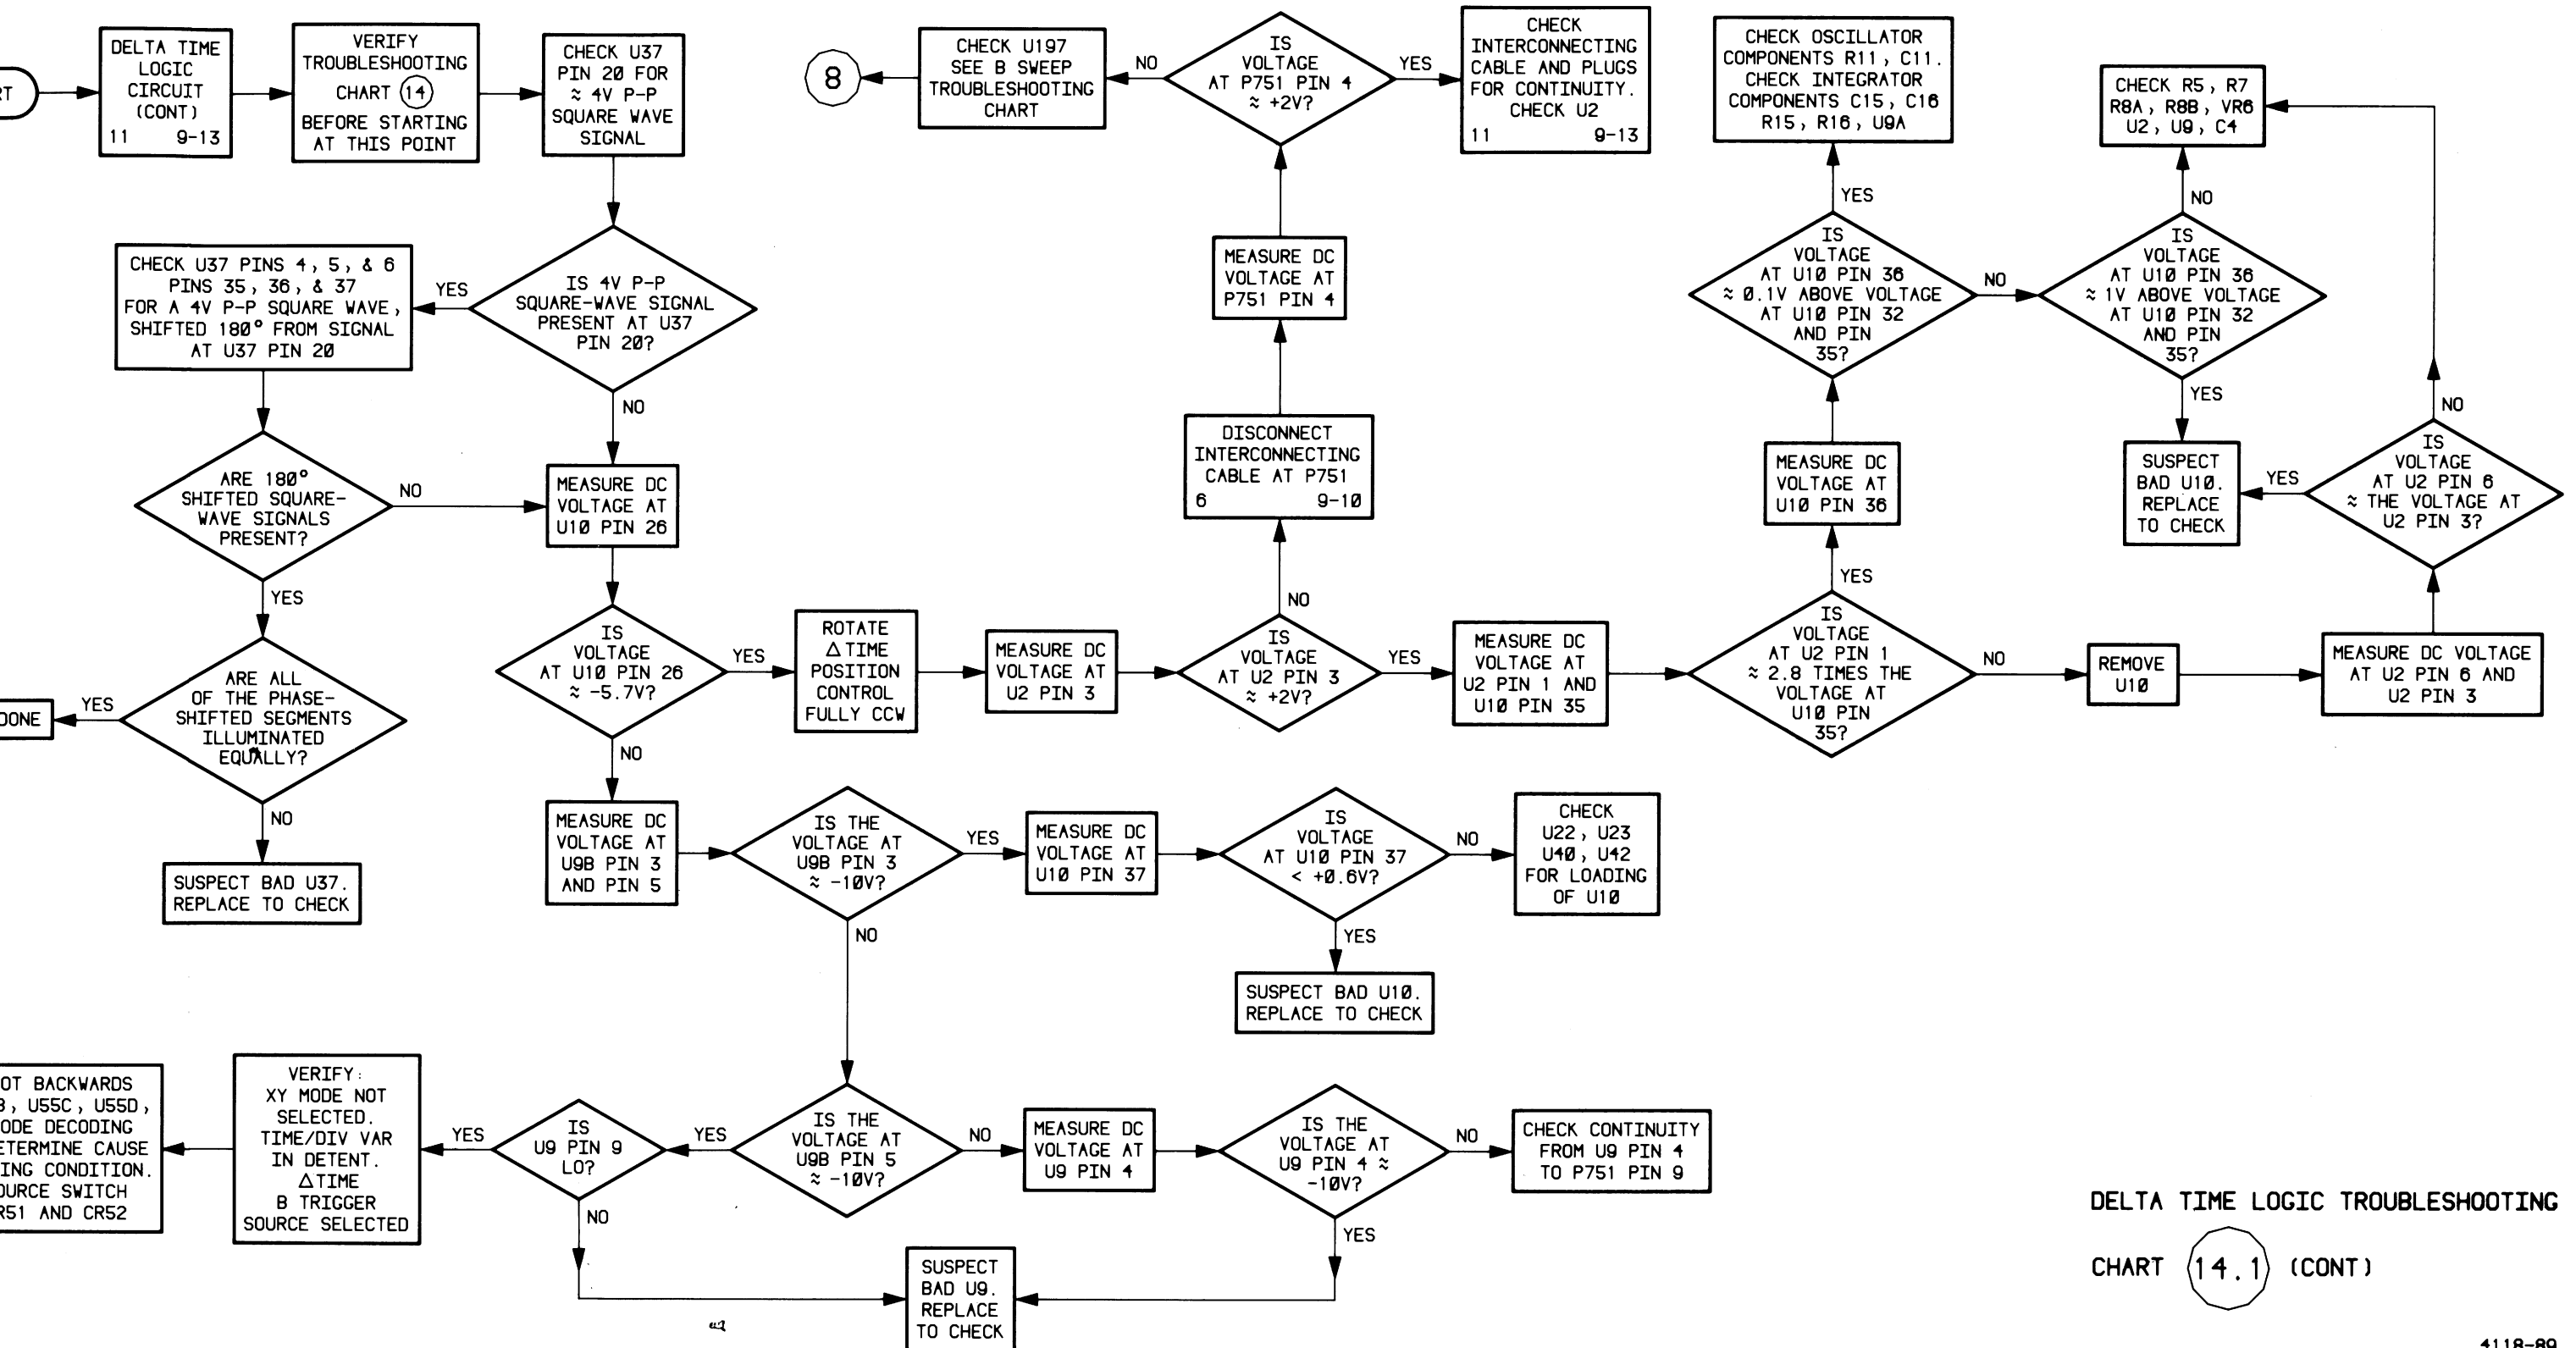 RT
DELTA TIME
LOGIC
CIRCUIT
(CONT)
11 9-13
VERIFY
TROUBLESHOOTING
CHART 14
BEFORE STARTING
AT THIS POINT
CHECK U37
PIN 20 FOR
≈ 4V P-P
SQUARE WAVE
SIGNAL
IS 4V P-P
SQUARE-WAVE SIGNAL
PRESENT AT U37
PIN 20?
YES
NO
CHECK U37 PINS 4, 5, & 6
PINS 35, 36, & 37
FOR A 4V P-P SQUARE WAVE,
SHIFTED 180° FROM SIGNAL
AT U37 PIN 20
ARE 180°
SHIFTED SQUARE-
WAVE SIGNALS
PRESENT?
NO
YES
ARE ALL
OF THE PHASE-
SHIFTED SEGMENTS
ILLUMINATED
EQUALLY?
YES
DONE
NO
SUSPECT BAD U37.
REPLACE TO CHECK
MEASURE DC
VOLTAGE AT
U10 PIN 26
IS
VOLTAGE
AT U10 PIN 26
≈ -5.7V?
YES
NO
ROTATE
△TIME
POSITION
CONTROL
FULLY CCW
MEASURE DC
VOLTAGE AT
U2 PIN 3
IS
VOLTAGE
AT U2 PIN 3
≈ +2V?
NO
YES
DISCONNECT
INTERCONNECTING
CABLE AT P751
6 9-10
MEASURE DC
VOLTAGE AT
P751 PIN 4
IS
VOLTAGE
AT P751 PIN 4
≈ +2V?
NO
YES
CHECK U197
SEE B SWEEP
TROUBLESHOOTING
CHART
8
CHECK
INTERCONNECTING
CABLE AND PLUGS
FOR CONTINUITY.
CHECK U2
11 9-13
MEASURE DC
VOLTAGE AT
U2 PIN 1 AND
U10 PIN 35
IS
VOLTAGE
AT U2 PIN 1
≈ 2.8 TIMES THE
VOLTAGE AT
U10 PIN
35?
YES
NO
MEASURE DC
VOLTAGE AT
U10 PIN 36
IS
VOLTAGE
AT U10 PIN 36
≈ 0.1V ABOVE VOLTAGE
AT U10 PIN 32
AND PIN
35?
YES
NO
CHECK OSCILLATOR
COMPONENTS R11, C11.
CHECK INTEGRATOR
COMPONENTS C15, C16
R15, R16, U9A
IS
VOLTAGE
AT U10 PIN 36
≈ 1V ABOVE VOLTAGE
AT U10 PIN 32
AND PIN
35?
NO
YES
CHECK R5, R7
R8A, R8B, VR6
U2, U9, C4
SUSPECT
BAD U10.
REPLACE
TO CHECK
REMOVE
U10
MEASURE DC VOLTAGE
AT U2 PIN 6 AND
U2 PIN 3
IS
VOLTAGE
AT U2 PIN 6
≈ THE VOLTAGE AT
U2 PIN 3?
NO
YES
MEASURE DC
VOLTAGE AT
U9B PIN 3
AND PIN 5
IS THE
VOLTAGE AT
U9B PIN 3
≈ -10V?
YES
NO
MEASURE DC
VOLTAGE AT
U10 PIN 37
IS
VOLTAGE
AT U10 PIN 37
< +0.6V?
NO
YES
CHECK
U22, U23
U40, U42
FOR LOADING
OF U10
SUSPECT BAD U10.
REPLACE TO CHECK
IS THE
VOLTAGE AT
U9B PIN 5
≈ -10V?
YES
NO
IS
U9 PIN 9
LO?
YES
NO
VERIFY:
XY MODE NOT
SELECTED.
TIME/DIV VAR
IN DETENT.
△TIME
B TRIGGER
SOURCE SELECTED
OT BACKWARDS
B, U55C, U55D,
ODE DECODING
ETERMINE CAUSE
ING CONDITION.
OURCE SWITCH
R51 AND CR52
MEASURE DC
VOLTAGE AT
U9 PIN 4
IS THE
VOLTAGE AT
U9 PIN 4 ≈
-10V?
NO
YES
CHECK CONTINUITY
FROM U9 PIN 4
TO P751 PIN 9
SUSPECT
BAD U9.
REPLACE
TO CHECK
DELTA TIME LOGIC TROUBLESHOOTING
CHART 14.1 (CONT)
4118-89